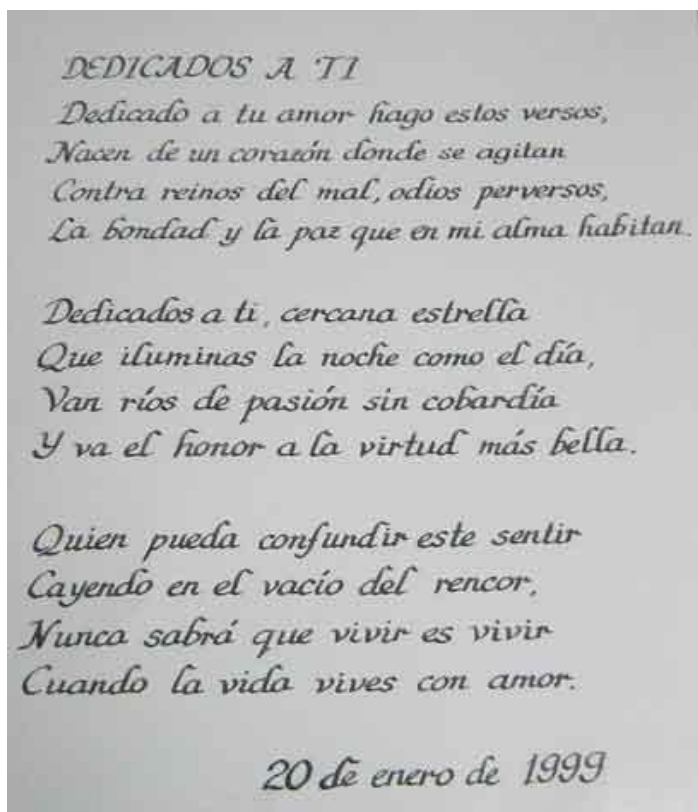 DEDICADOS A TI
Dedicado a tu amor hago estos versos,
Nacen de un corazón donde se agitan
Contra reinos del mal, odios perversos,
La bondad y la paz que en mi alma habitan.
Dedicados a ti, cercana estrella
Que iluminas la noche como el día,
Van ríos de pasión sin cobardía
Y va el honor a la virtud más bella.
Quien pueda confundir este sentir
Cayendo en el vacío del rencor,
Nunca sabrá que vivir es vivir
Cuando la vida vives con amor.
20 de enero de 1999